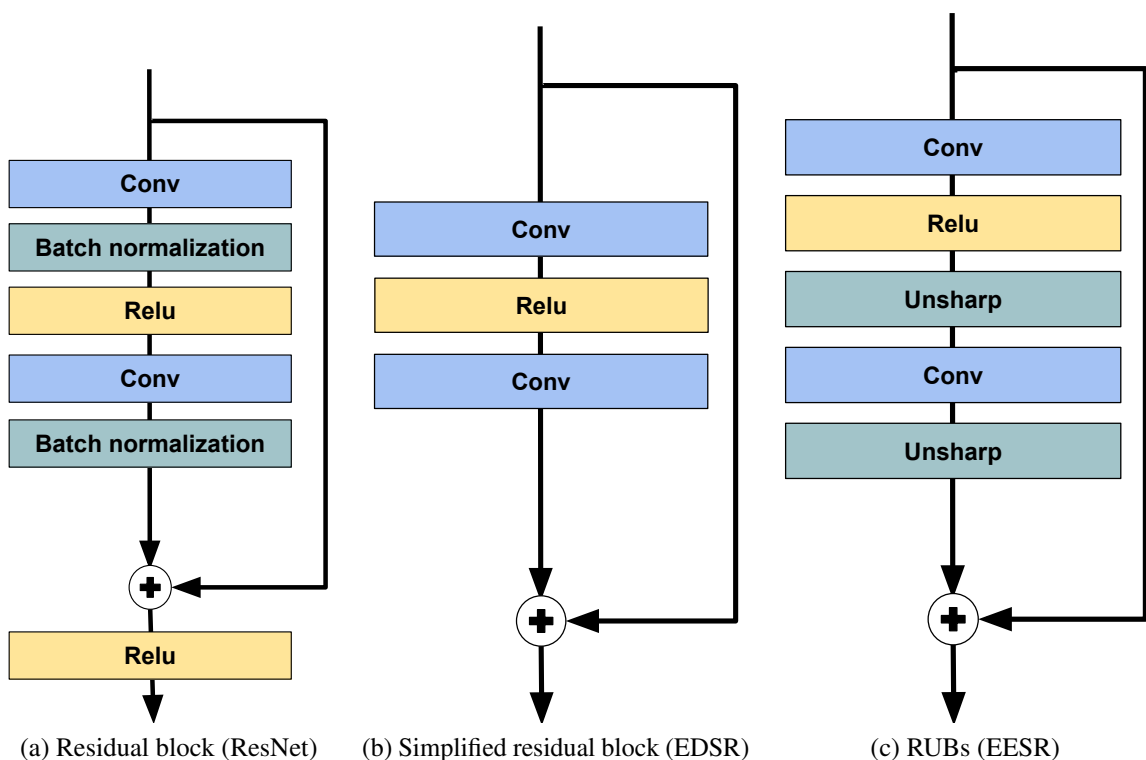 Conv
Batch normalization
Relu
Conv
Batch normalization
Relu
(a) Residual block (ResNet)
Conv
Relu
Conv
(b) Simplified residual block (EDSR)
Conv
Relu
Unsharp
Conv
Unsharp
(c) RUBs (EESR)